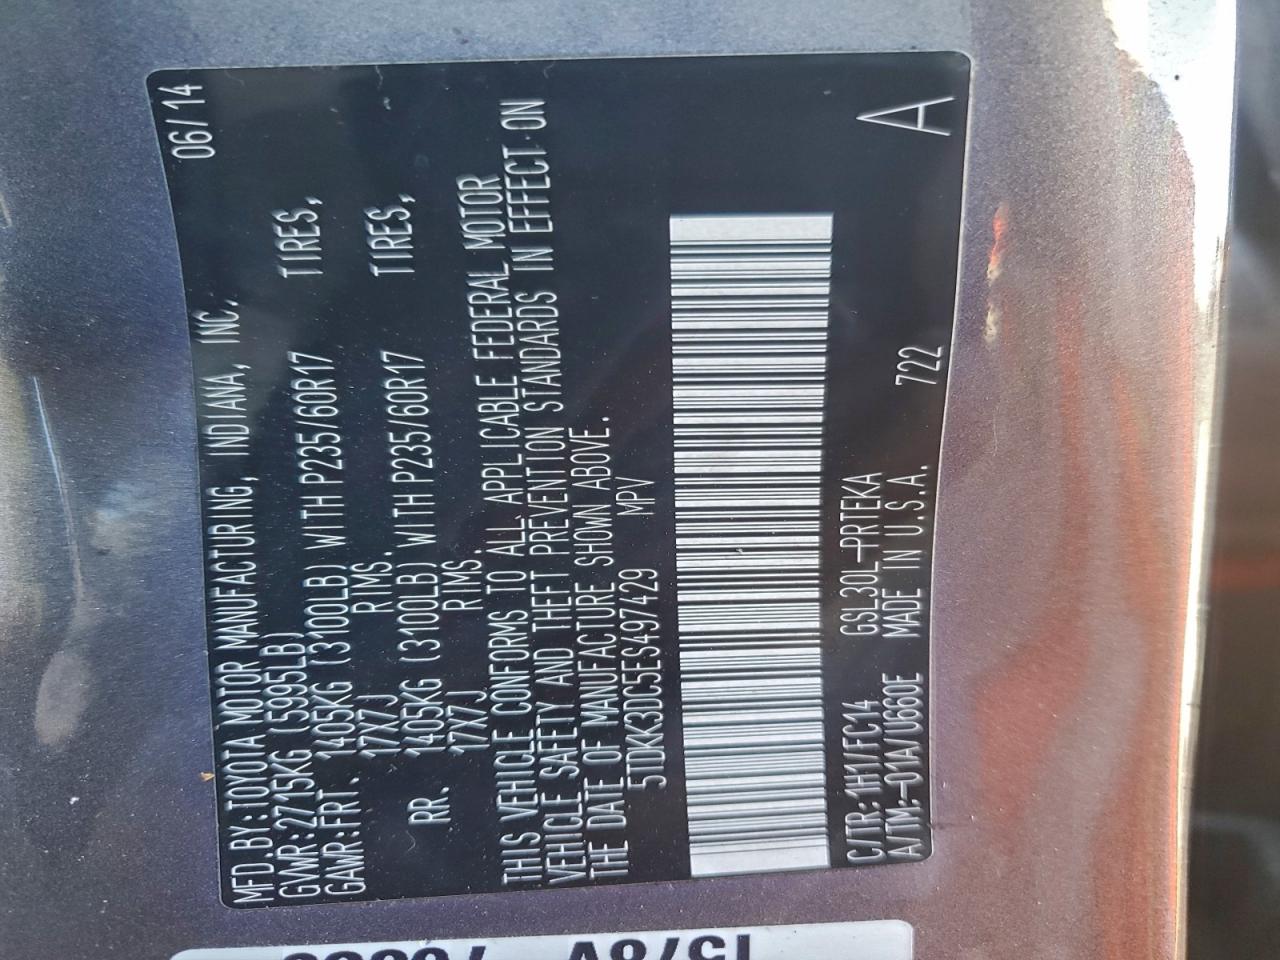 MFD.BY:TOYOTA MOTOR MANUFACTURING, INDIANA, INC. 06/14
GVWR:2715KG (5995LB)
GAWR:FRT. 1405KG (3100LB) WITH P235/60R17 TIRES,
17X7J RIMS.
RR. 1405KG (3100LB) WITH P235/60R17 TIRES,
17X7J RIMS.
THIS VEHICLE CONFORMS TO ALL APPLICABLE FEDERAL MOTOR
VEHICLE SAFETY AND THEFT PREVENTION STANDARDS IN EFFECT ON
THE DATE OF MANUFACTURE SHOWN ABOVE.
5TDKK3DC5ES497429 MPV
C/TR:1H1/FC14 GSL30L-PRTEKA
A/TM:-01A/U660E MADE IN U.S.A. 722
A